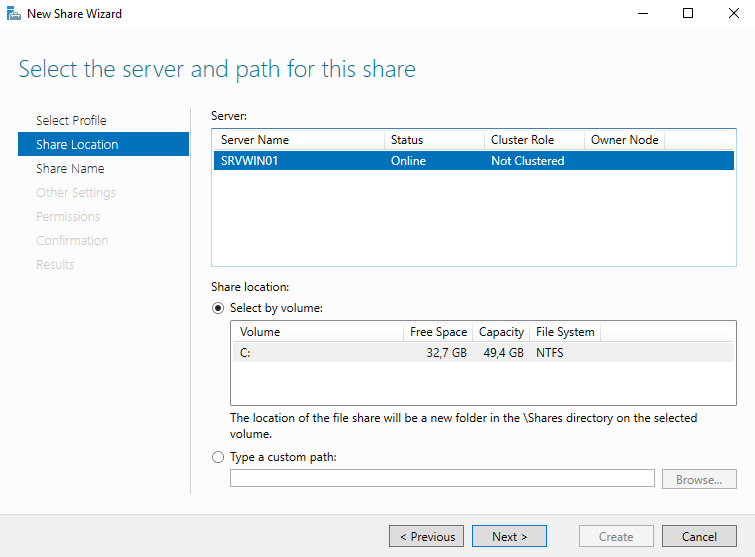 New Share Wizard
Select the server and path for this share
Select Profile
Share Location
Share Name
Other Settings
Permissions
Confirmation
Results
Server:
Server Name Status Cluster Role Owner Node
SRVWIN01 Online Not Clustered
Share location:
Select by volume:
Volume Free Space Capacity File System
C: 32,7 GB 49,4 GB NTFS
The location of the file share will be a new folder in the \Shares directory on the selected
volume.
Type a custom path:
Browse...
< Previous Next > Create Cancel